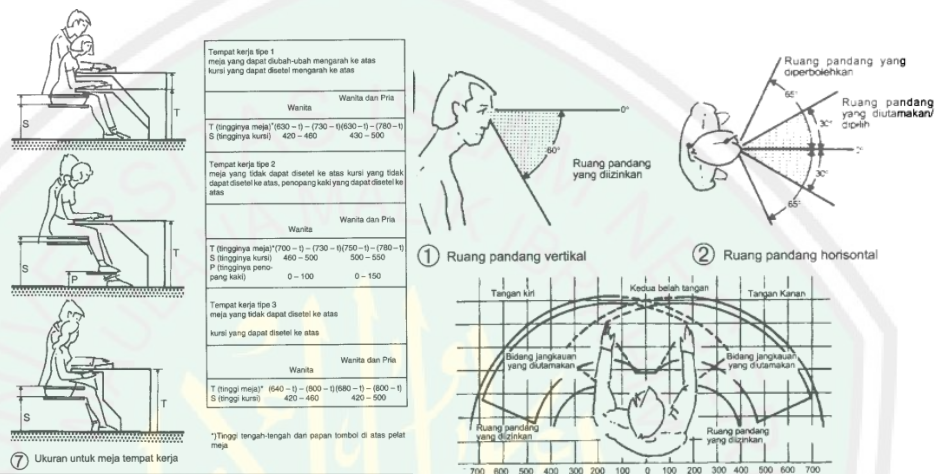 Tempat kerja tipe 1
meja yang dapat diubah-ubah mengarah ke atas
kursi yang dapat disetel mengarah ke atas
Wanita
Wanita dan Pria
T (tingginya meja)*(630 – t) – (730 – t)(630–t) – (780–t)
S (tingginya kursi) 420 – 460 430 – 500
Tempat kerja tipe 2
meja yang tidak dapat disetel ke atas kursi yang tidak
dapat disetel ke atas, penopang kaki yang dapat disetel ke
atas
Wanita
Wanita dan Pria
T (tingginya meja)*(700 – t) – (730 – t)(750–t) – (780–t)
S (tingginya kursi) 460 – 500 500 – 550
P (tingginya peno-
pang kaki) 0 – 100 0 – 150
Tempat kerja tipe 3
meja yang tidak dapat disetel ke atas
kursi yang dapat disetel ke atas
Wanita
Wanita dan Pria
T (tinggi meja)* (640 – t) – (800 – t)(680 – t) – (800 – t)
S (tinggi kursi) 420 – 460 420 – 500
*)Tinggi tengah-tengah dan papan tombol di atas pelat
meja
S
T
S
P
T
S
T
7 Ukuran untuk meja tempat kerja
0°
60°
Ruang pandang
yang diizinkan
1 Ruang pandang vertikal
Ruang pandang yang
diperbolehkan
65°
Ruang pandang
yang diutamakan/
dipilih
30°
0°
30°
65°
2 Ruang pandang horisontal
Tangan kiri
Kedua belah tangan
Tangan Kanan
Bidang jangkauan
yang diutamakan
Bidang jangkauan
yang diutamakan
Ruang pandang
yang diizinkan
Ruang pandang
yang diizinkan
700 600 500 400 300 200 100 0 100 200 300 400 500 600 700